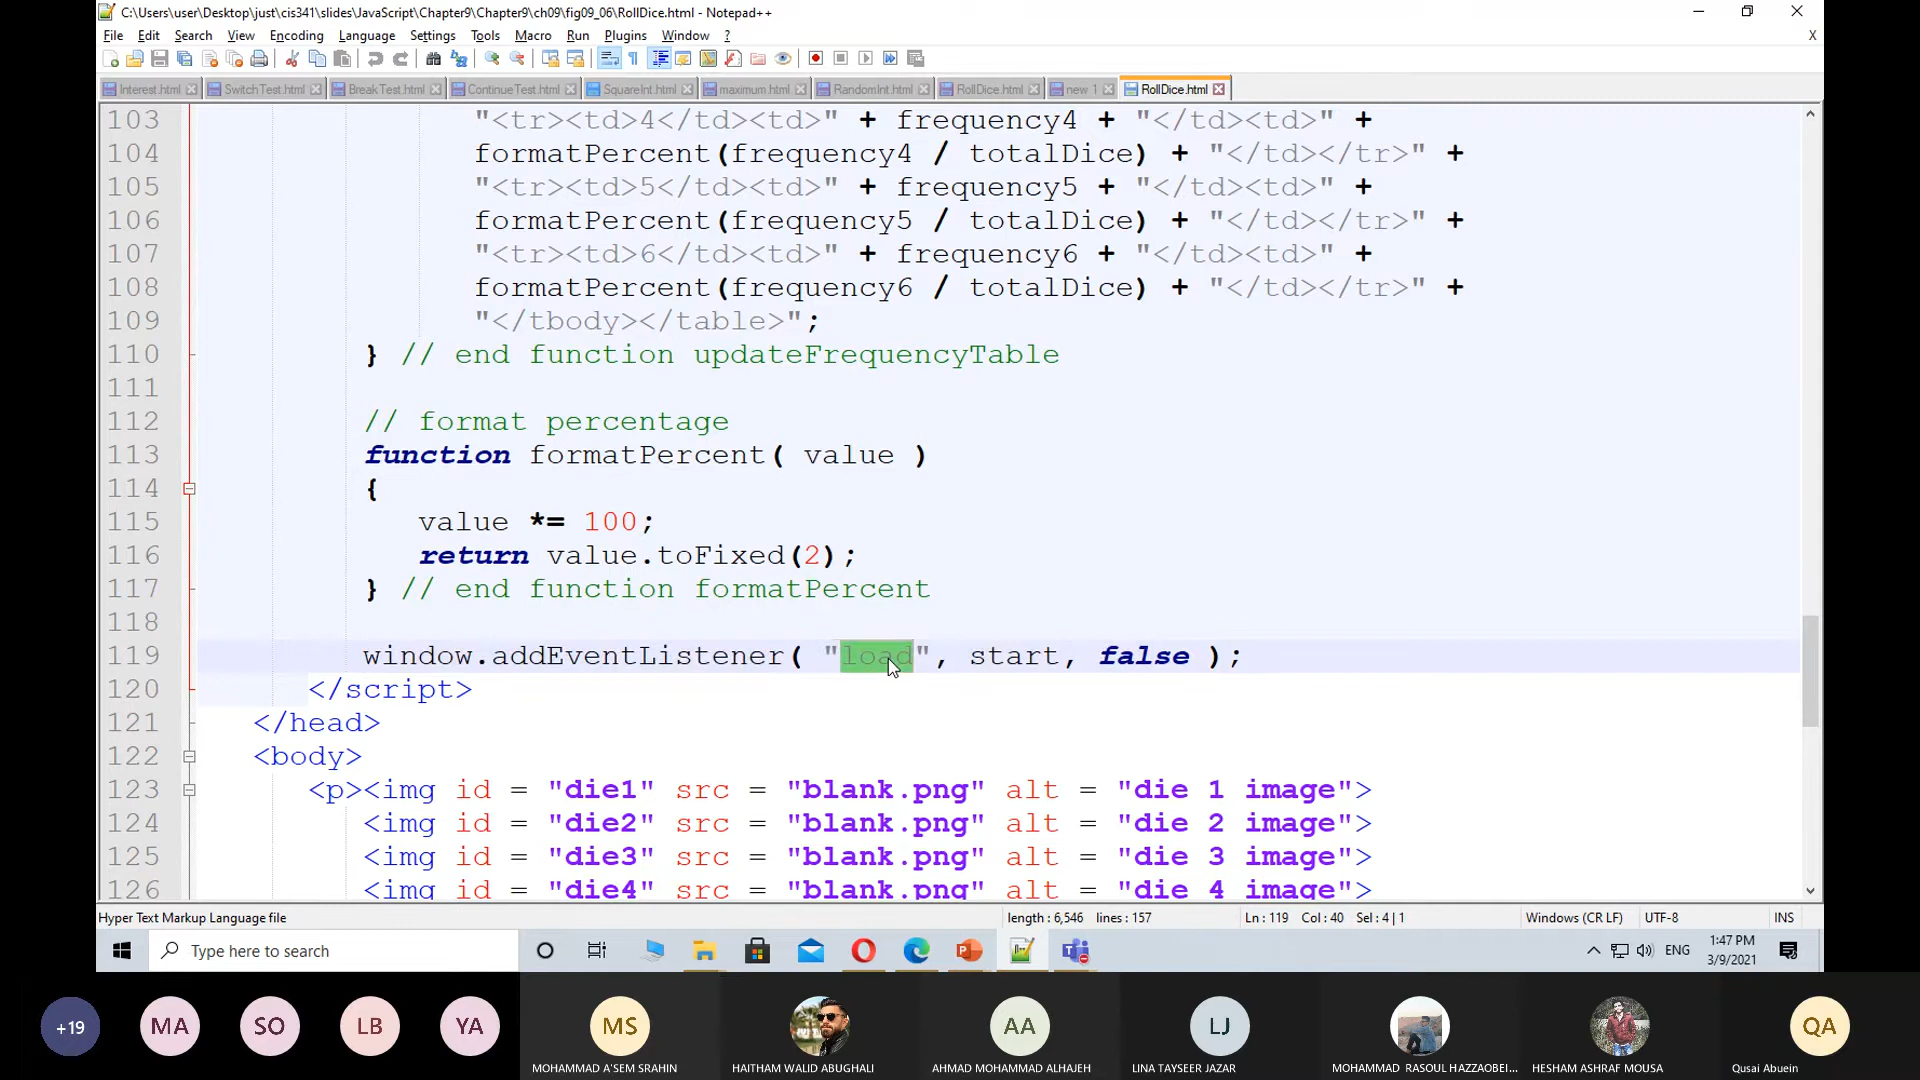 C:\Users\user\Desktop\just\cis341\slides\JavaScript\Chapter9\Chapter9\ch09\fig09_06\RollDice.html - Notepad++
File Edit Search View Encoding Language Settings Tools Macro Run Plugins Window ? X
Interest.html SwitchTest.html BreakTest.html ContinueTest.html SquareInt.html maximum.html RandomInt.html RollDice.html new 1 RollDice.html
103 "<tr><td>4</td><td>" + frequency4 + "</td><td>" +
104 formatPercent(frequency4 / totalDice) + "</td></tr>" +
105 "<tr><td>5</td><td>" + frequency5 + "</td><td>" +
106 formatPercent(frequency5 / totalDice) + "</td></tr>" +
107 "<tr><td>6</td><td>" + frequency6 + "</td><td>" +
108 formatPercent(frequency6 / totalDice) + "</td></tr>" +
109 "</tbody></table>";
110 } // end function updateFrequencyTable
111
112 // format percentage
113 function formatPercent( value )
114 {
115 value *= 100;
116 return value.toFixed(2);
117 } // end function formatPercent
118
119 window.addEventListener( "load", start, false );
120 </script>
121 </head>
122 <body>
123 <p><img id = "die1" src = "blank.png" alt = "die 1 image">
124 <img id = "die2" src = "blank.png" alt = "die 2 image">
125 <img id = "die3" src = "blank.png" alt = "die 3 image">
126 <img id = "die4" src = "blank.png" alt = "die 4 image">
Hyper Text Markup Language file length : 6,546 lines : 157 Ln : 119 Col : 40 Sel : 4 | 1 Windows (CR LF) UTF-8 INS
Type here to search ENG 1:47 PM
3/9/2021
+19 MA SO LB YA MS AA LJ QA
MOHAMMAD A'SEM SRAHIN HAITHAM WALID ABUGHALI AHMAD MOHAMMAD ALHAJEH LINA TAYSEER JAZAR MOHAMMAD RASOUL HAZZAOBEI... HESHAM ASHRAF MOUSA Qusai Abuein